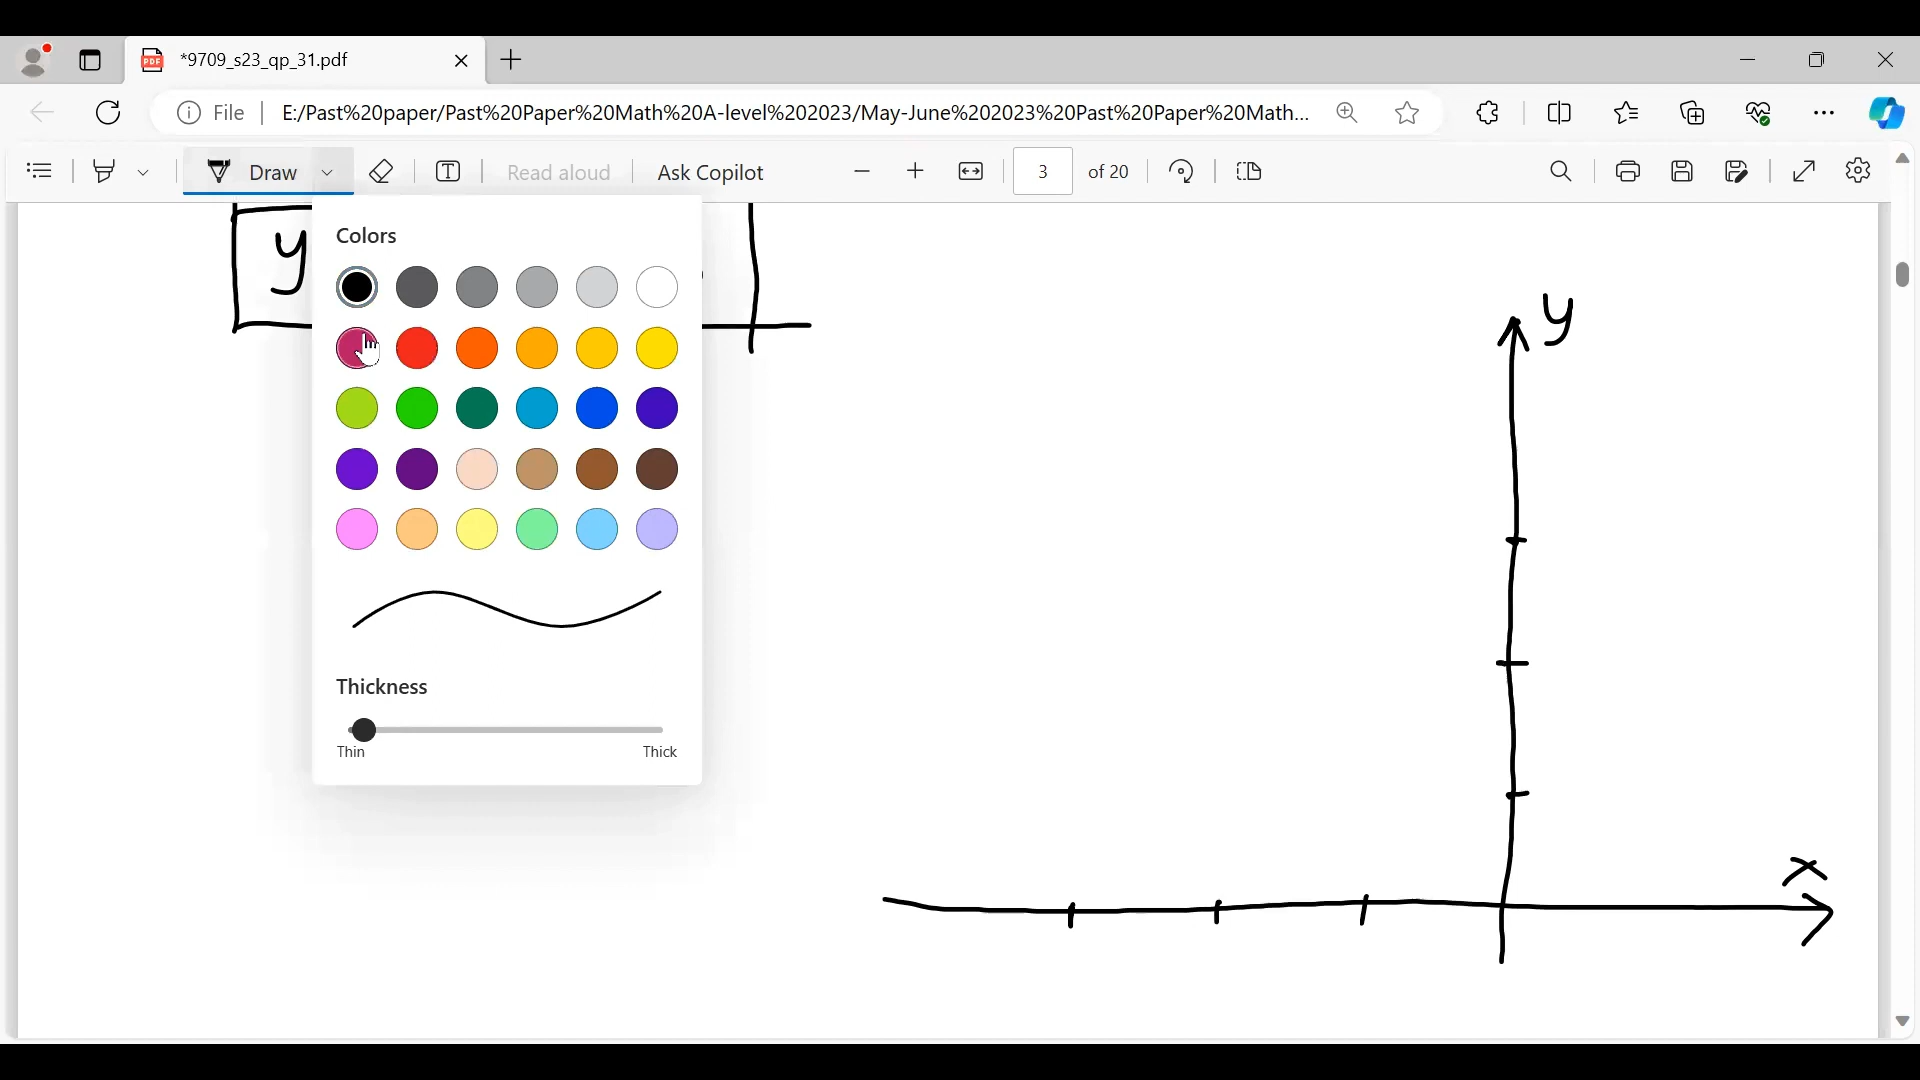 *9709_s23_qp_31.pdf
File
E:/Past%20paper/Past%20Paper%20Math%20A-level%202023/May-June%202023%20Past%20Paper%20Math...
Draw
Read aloud
Ask Copilot
3
of 20
Colors
Thickness
Thin
Thick
y
y
x